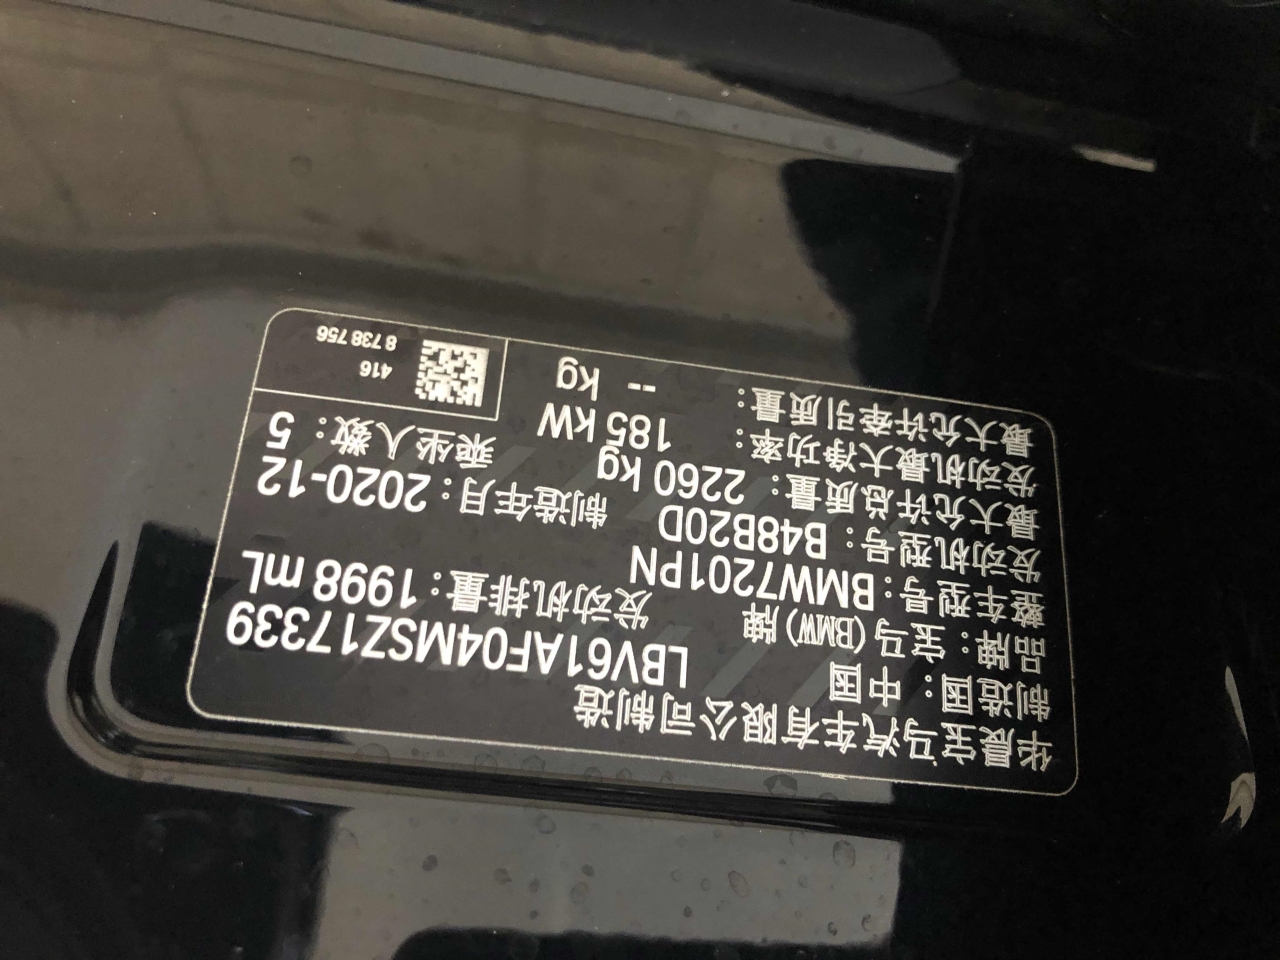 华晨宝马汽车有限公司制造
制造国：中国 LBV61AF04MSZ17339
品牌：宝马(BMW)牌 发动机排量：1998 mL
整车型号：BMW7201PN
发动机型号：B48B20D 制造年月：2020-12
最大允许总质量：2260 kg 乘坐人数：5
发动机最大净功率：185 kW
最大允许牵引质量：-- kg
416
8 738 756